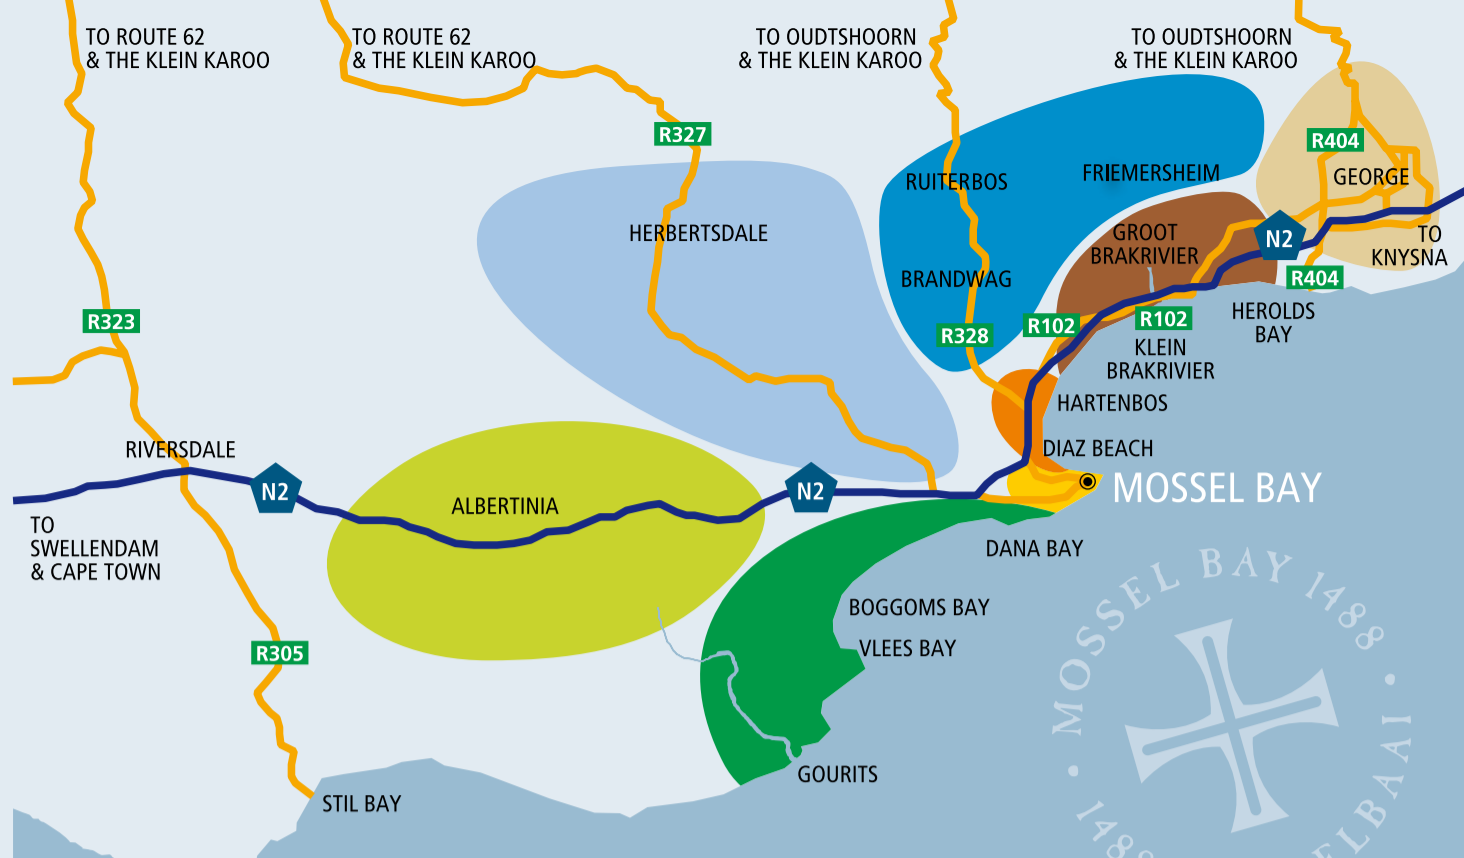 TO ROUTE 62
& THE KLEIN KAROO
TO ROUTE 62
& THE KLEIN KAROO
TO OUDTSHOORN
& THE KLEIN KAROO
TO OUDTSHOORN
& THE KLEIN KAROO
R327
R404
RUITERBOS
FRIEMERSHEIM
GEORGE
HERBERTSDALE
GROOT
BRAKRIVIER
N2
TO
KNYSNA
BRANDWAG
R404
R323
R328
R102
R102
HEROLDS
BAY
KLEIN
BRAKRIVIER
HARTENBOS
RIVERSDALE
DIAZ BEACH
N2
N2
MOSSEL BAY
ALBERTINIA
TO
SWELLENDAM
& CAPE TOWN
DANA BAY
BOGGOMS BAY
VLEES BAY
R305
GOURITS
STIL BAY
MOSSEL BAY 1488